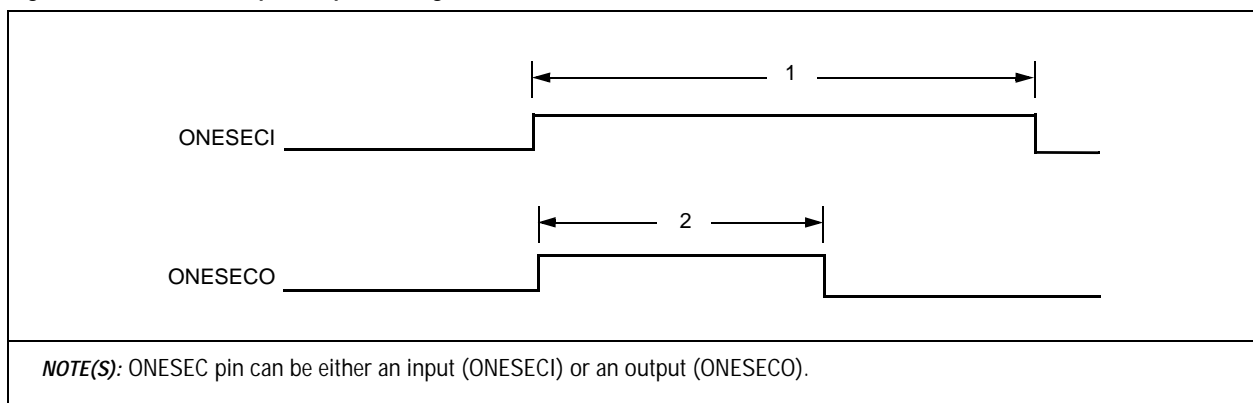 1
ONESECI
2
ONESECO
NOTE(S): ONESEC pin can be either an input (ONESECI) or an output (ONESECO).